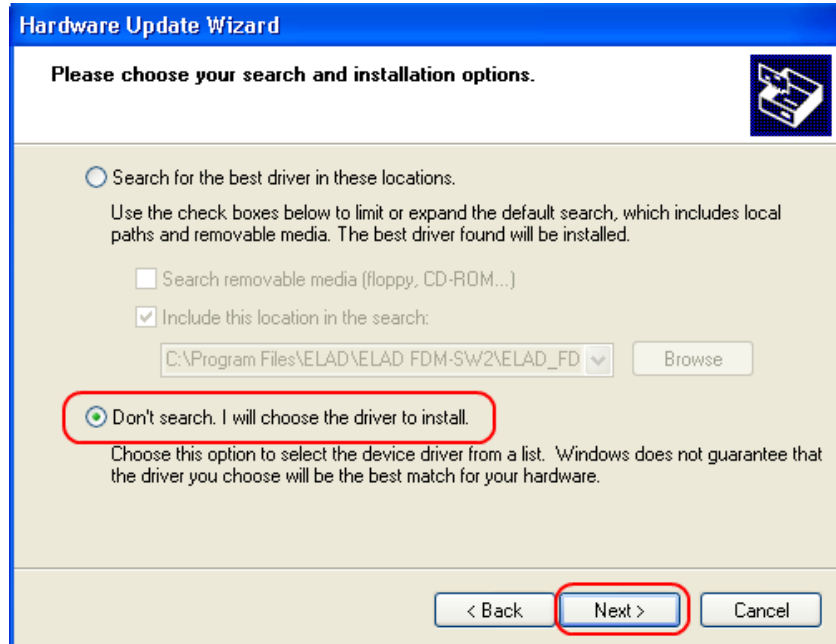 Hardware Update Wizard
Please choose your search and installation options.
Search for the best driver in these locations.
Use the check boxes below to limit or expand the default search, which includes local
paths and removable media. The best driver found will be installed.
Search removable media (floppy, CD-ROM...)
Include this location in the search:
C:\Program Files\ELAD\ELAD FDM-SW2\ELAD_FD
Browse
Don't search. I will choose the driver to install.
Choose this option to select the device driver from a list. Windows does not guarantee that
the driver you choose will be the best match for your hardware.
< Back
Next >
Cancel